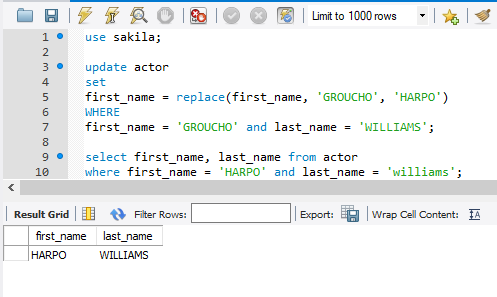 Limit to 1000 rows
1 use sakila;
2
3 update actor
4 set
5 first_name = replace(first_name, 'GROUCHO', 'HARPO')
6 WHERE
7 first_name = 'GROUCHO' and last_name = 'WILLIAMS';
8
9 select first_name, last_name from actor
10 where first_name = 'HARPO' and last_name = 'williams';
Result Grid Filter Rows: Export: Wrap Cell Content: IA
first_name last_name
HARPO WILLIAMS